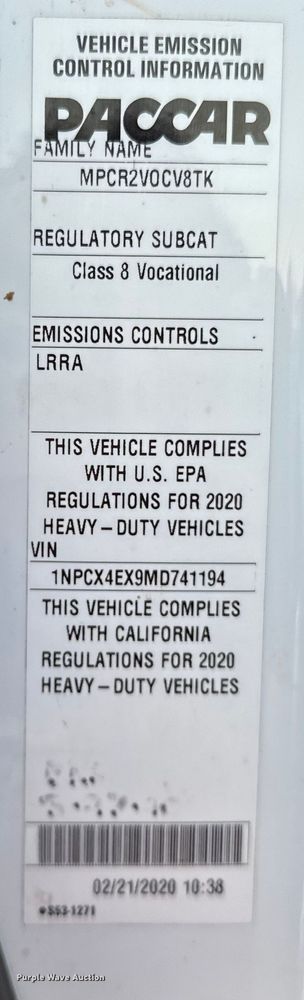 VEHICLE EMISSION
CONTROL INFORMATION
PACCAR
FAMILY NAME
MPCR2VOCV8TK
REGULATORY SUBCAT
Class 8 Vocational
EMISSIONS CONTROLS
LRRA
THIS VEHICLE COMPLIES
WITH U.S. EPA
REGULATIONS FOR 2020
HEAVY-DUTY VEHICLES
VIN
1NPCX4EX9MD741194
THIS VEHICLE COMPLIES
WITH CALIFORNIA
REGULATIONS FOR 2020
HEAVY-DUTY VEHICLES
02/21/2020 10:38
S53-1271
Purple Wave Auction